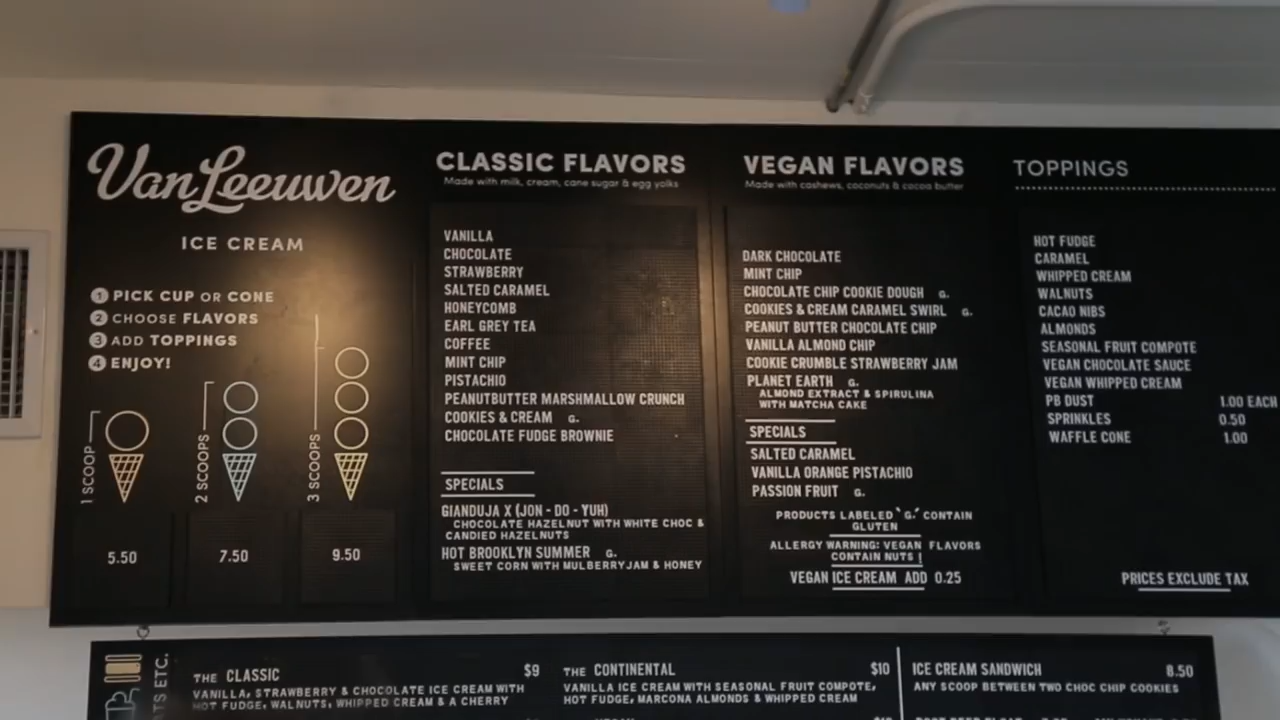 Van Leeuwen
ICE CREAM
1 PICK CUP OR CONE
2 CHOOSE FLAVORS
3 ADD TOPPINGS
4 ENJOY!
1 SCOOP
2 SCOOPS
3 SCOOPS
5.50
7.50
9.50
CLASSIC FLAVORS
Made with milk, cream, cane sugar & egg yolks
VANILLA
CHOCOLATE
STRAWBERRY
SALTED CARAMEL
HONEYCOMB
EARL GREY TEA
COFFEE
MINT CHIP
PISTACHIO
PEANUTBUTTER MARSHMALLOW CRUNCH
COOKIES & CREAM G.
CHOCOLATE FUDGE BROWNIE
SPECIALS
GIANDUJA X (JON - DO - YUH)
CHOCOLATE HAZELNUT WITH WHITE CHOC &
CANDIED HAZELNUTS
HOT BROOKLYN SUMMER G.
SWEET CORN WITH MULBERRYJAM & HONEY
VEGAN FLAVORS
Made with cashews, coconuts & cocoa butter
DARK CHOCOLATE
MINT CHIP
CHOCOLATE CHIP COOKIE DOUGH G.
COOKIES & CREAM CARAMEL SWIRL G.
PEANUT BUTTER CHOCOLATE CHIP
VANILLA ALMOND CHIP
COOKIE CRUMBLE STRAWBERRY JAM
PLANET EARTH G.
ALMOND EXTRACT & SPIRULINA
WITH MATCHA CAKE
SPECIALS
SALTED CARAMEL
VANILLA ORANGE PISTACHIO
PASSION FRUIT G.
PRODUCTS LABELED 'G.' CONTAIN
GLUTEN
ALLERGY WARNING: VEGAN FLAVORS
CONTAIN NUTS !
VEGAN ICE CREAM ADD 0.25
TOPPINGS
HOT FUDGE
CARAMEL
WHIPPED CREAM
WALNUTS
CACAO NIBS
ALMONDS
SEASONAL FRUIT COMPOTE
VEGAN CHOCOLATE SAUCE
VEGAN WHIPPED CREAM
PB DUST 1.00 EACH
SPRINKLES 0.50
WAFFLE CONE 1.00
PRICES EXCLUDE TAX
ETC.
THE CLASSIC $9
VANILLA, STRAWBERRY & CHOCOLATE ICE CREAM WITH
HOT FUDGE, WALNUTS, WHIPPED CREAM & A CHERRY
THE CONTINENTAL $10
VANILLA ICE CREAM WITH SEASONAL FRUIT COMPOTE,
HOT FUDGE, MARCONA ALMONDS & WHIPPED CREAM
ICE CREAM SANDWICH 8.50
ANY SCOOP BETWEEN TWO CHOC CHIP COOKIES